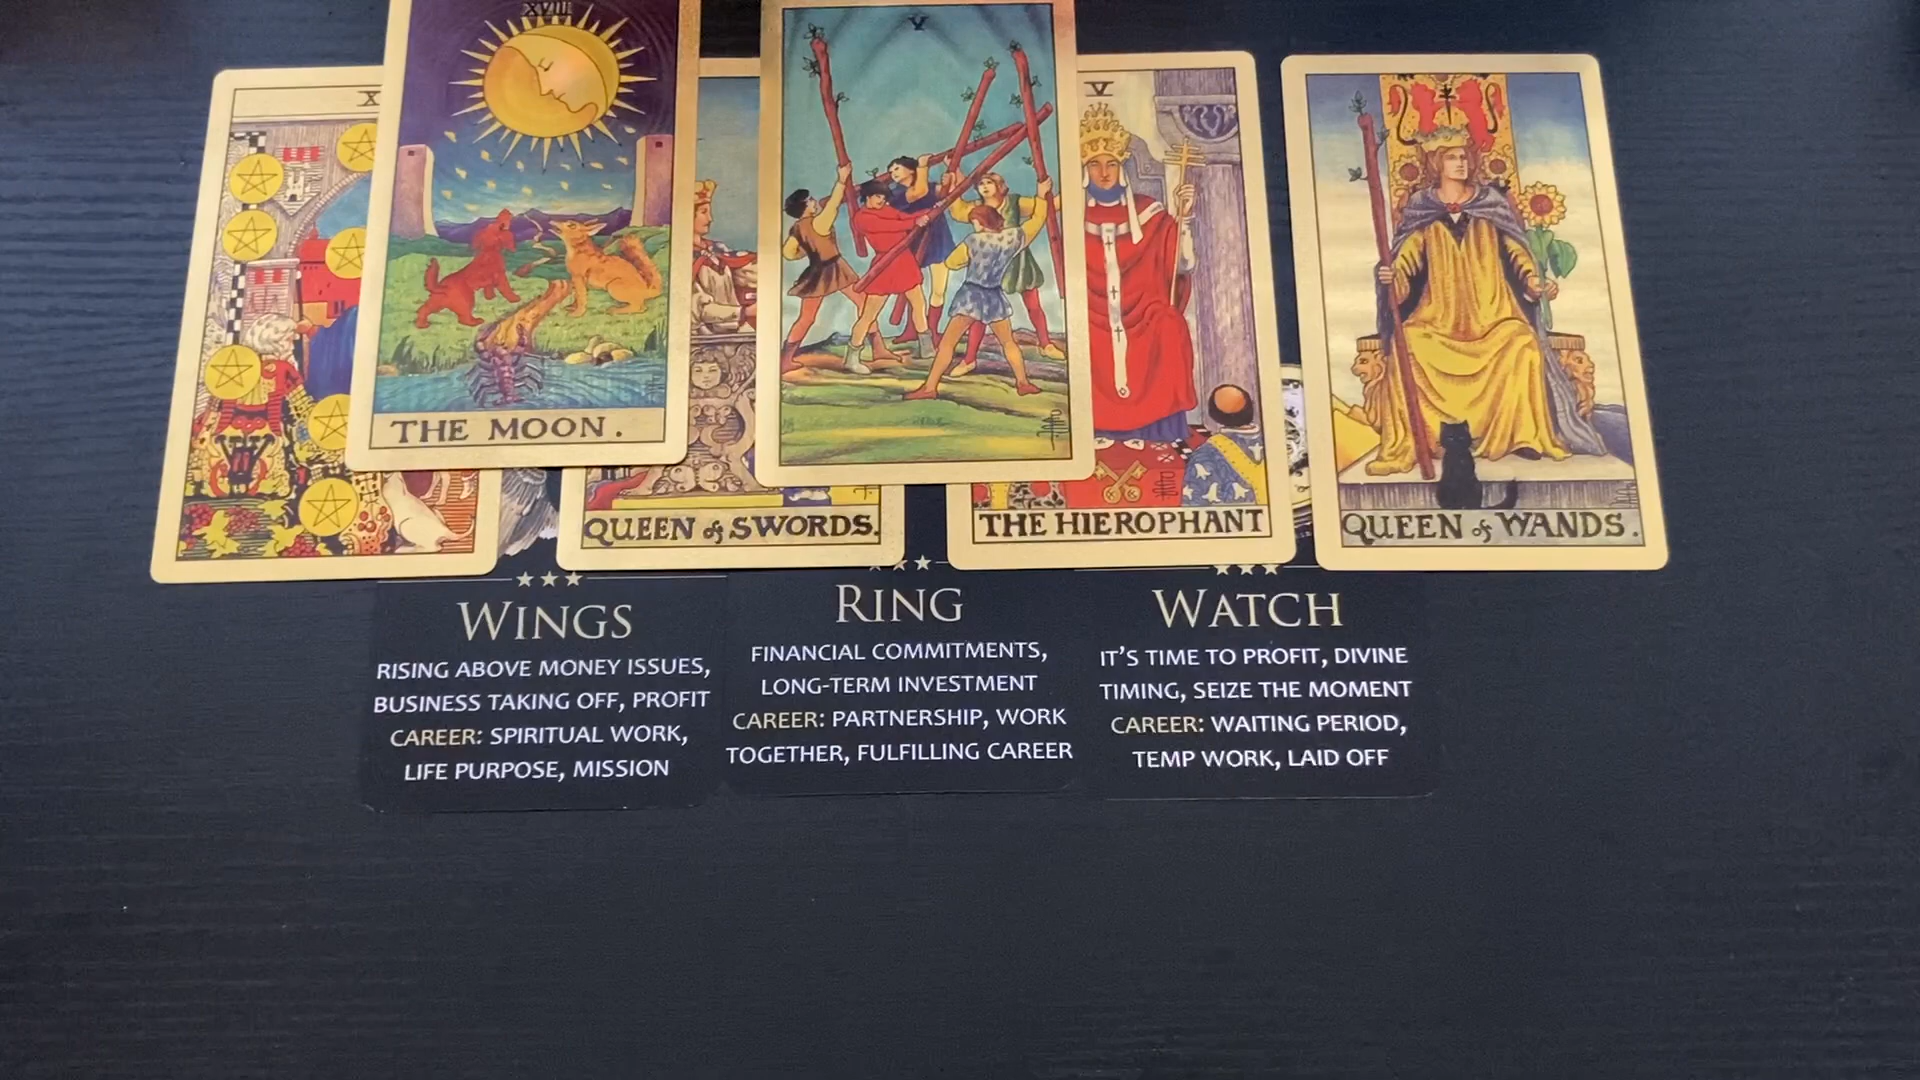 XVIII
V
X
V
THE MOON.
QUEEN of SWORDS.
THE HIEROPHANT
QUEEN of WANDS.
WINGS
RISING ABOVE MONEY ISSUES,
BUSINESS TAKING OFF, PROFIT
CAREER: SPIRITUAL WORK,
LIFE PURPOSE, MISSION
RING
FINANCIAL COMMITMENTS,
LONG-TERM INVESTMENT
CAREER: PARTNERSHIP, WORK
TOGETHER, FULFILLING CAREER
WATCH
IT'S TIME TO PROFIT, DIVINE
TIMING, SEIZE THE MOMENT
CAREER: WAITING PERIOD,
TEMP WORK, LAID OFF